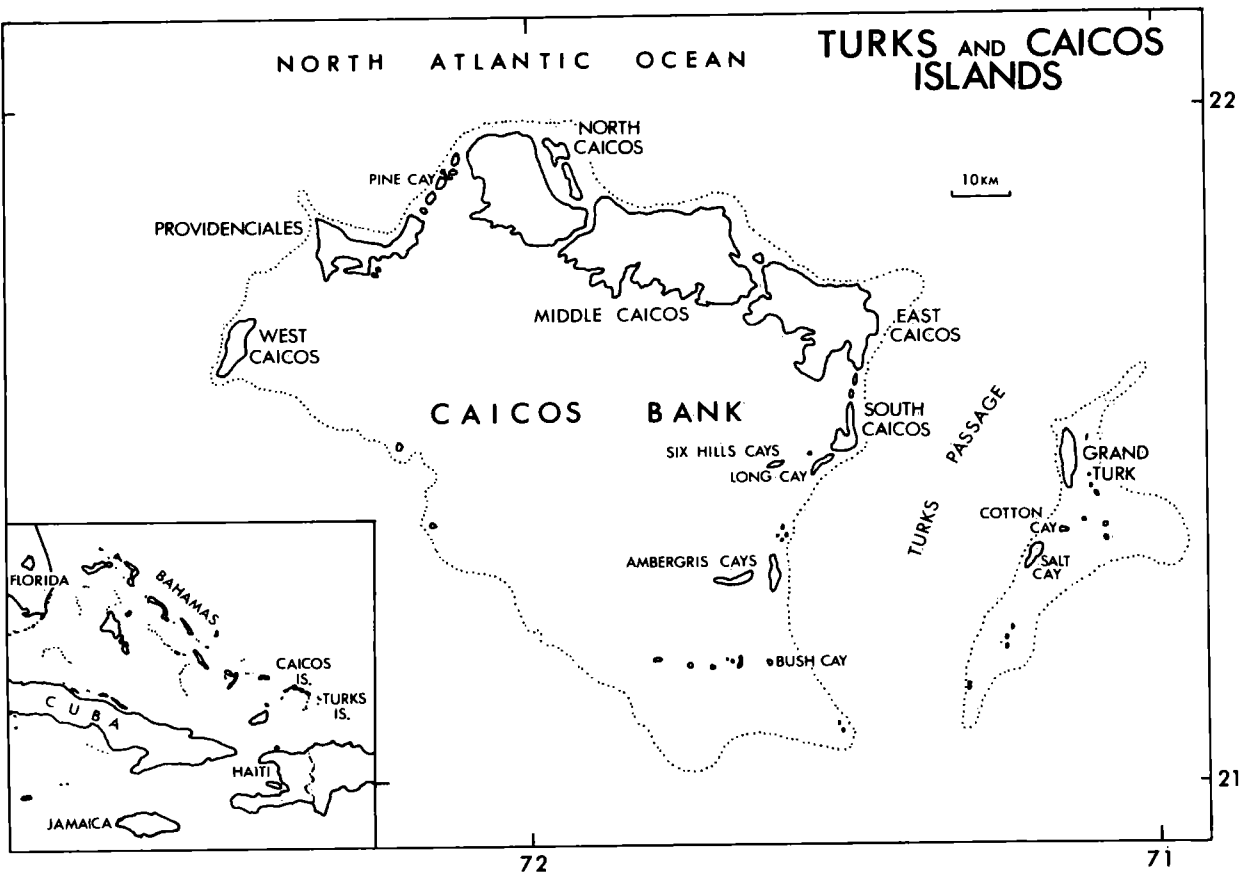 NORTH ATLANTIC OCEAN
TURKS AND CAICOS
ISLANDS
22
NORTH
CAICOS
PINE CAY
10 KM
PROVIDENCIALES
MIDDLE CAICOS
EAST
CAICOS
WEST
CAICOS
CAICOS BANK
SOUTH
CAICOS
TURKS PASSAGE
SIX HILLS CAYS
LONG CAY
GRAND
TURK
COTTON
CAY
SALT
CAY
AMBERGRIS CAYS
BUSH CAY
FLORIDA
BAHAMAS
CAICOS
IS.
TURKS
IS.
CUBA
HAITI
JAMAICA
21
72
71